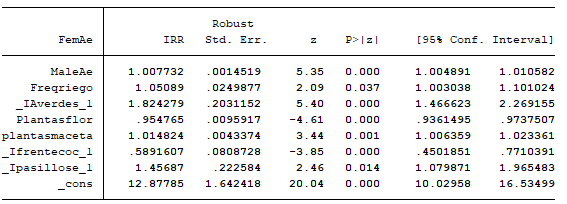 Robust
FemAe IRR Std. Err. z P>|z| [95% Conf. Interval]
MaleAe 1.007732 .0014519 5.35 0.000 1.004891 1.010582
Freqriego 1.05089 .0249877 2.09 0.037 1.003038 1.101024
_IAverdes_1 1.824279 .2031152 5.40 0.000 1.466623 2.269155
Plantasflor .954765 .0095917 -4.61 0.000 .9361495 .9737507
plantasmaceta 1.014824 .0043374 3.44 0.001 1.006359 1.023361
_Ifrentecoc_1 .5891607 .0808728 -3.85 0.000 .4501851 .7710391
_Ipasillose_1 1.45687 .222584 2.46 0.014 1.079871 1.965483
_cons 12.87785 1.642418 20.04 0.000 10.02958 16.53499